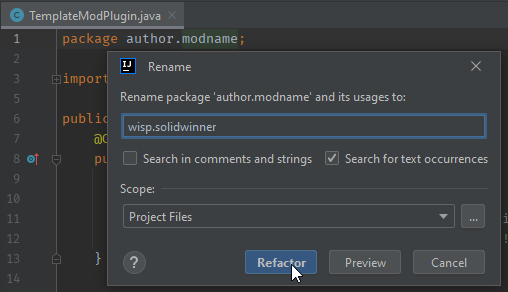 TemplateModPlugin.java
1 package author.modname;
2
3 import
5
6 public
7 @
8 pu
9
10
11
12
13 }
14
IJ Rename
Rename package 'author.modname' and its usages to:
wisp.solidwinner
Search in comments and strings
Search for text occurrences
Scope:
Project Files
...
? Refactor Preview Cancel